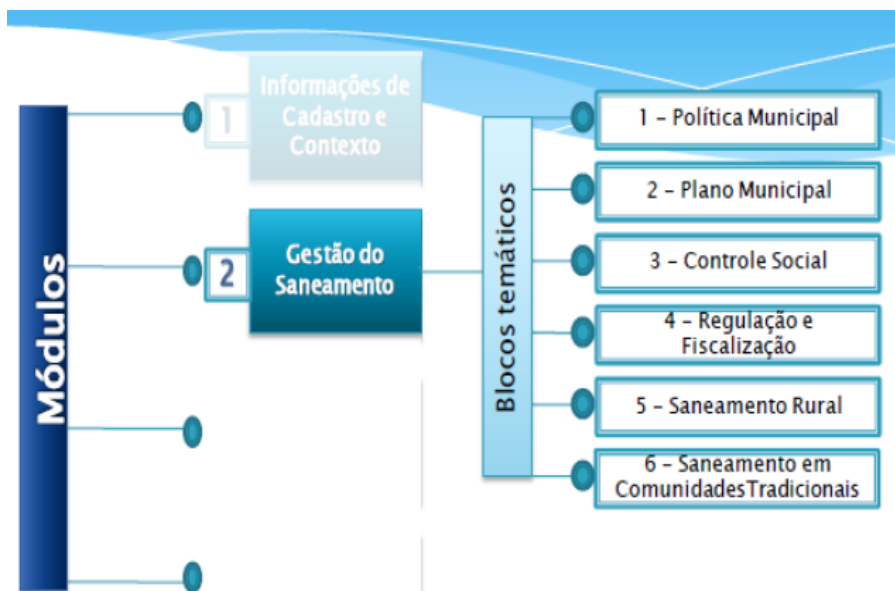 Módulos
1
Informações de
Cadastro e
Contexto
2
Gestão do
Saneamento
Blocos temáticos
1 – Política Municipal
2 – Plano Municipal
3 – Controle Social
4 – Regulação e
Fiscalização
5 – Saneamento Rural
6 – Saneamento em
ComunidadesTradicionais